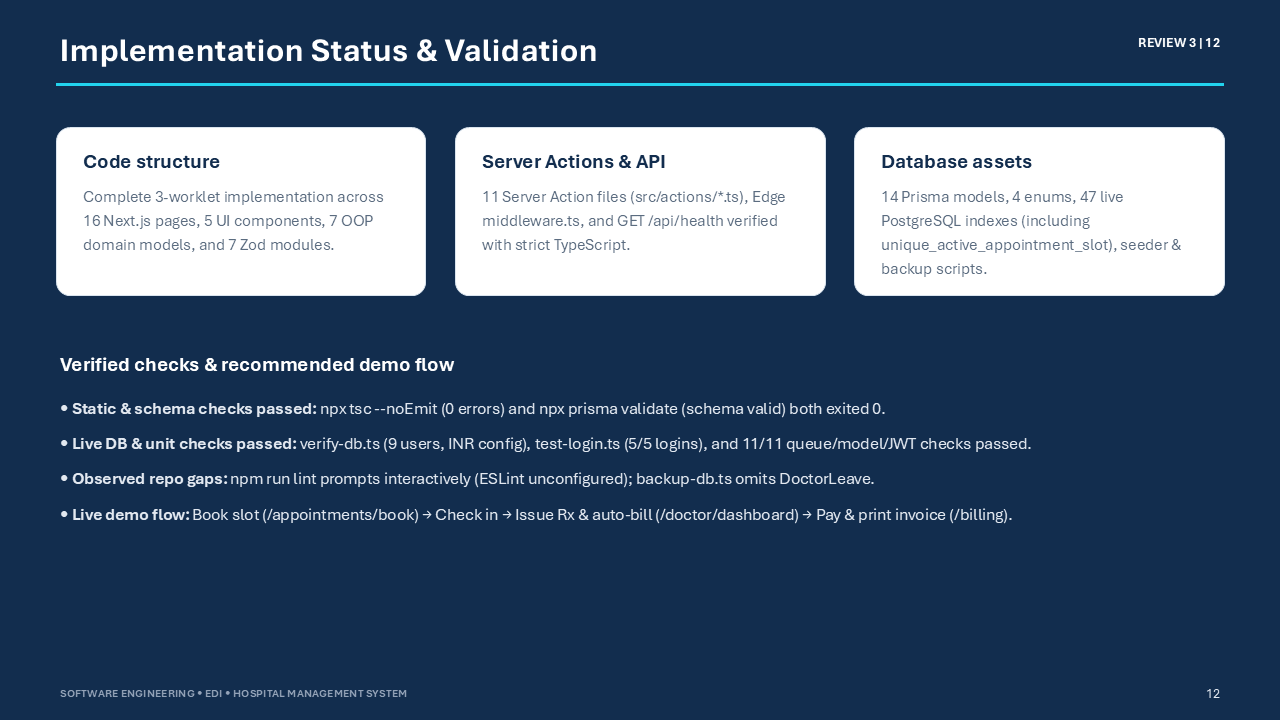 Implementation Status & Validation
REVIEW 3 | 12
Code structure
Complete 3-worklet implementation across
16 Next.js pages, 5 UI components, 7 OOP
domain models, and 7 Zod modules.
Server Actions & API
11 Server Action files (src/actions/*.ts), Edge
middleware.ts, and GET /api/health verified
with strict TypeScript.
Database assets
14 Prisma models, 4 enums, 47 live
PostgreSQL indexes (including
unique_active_appointment_slot), seeder &
backup scripts.
Verified checks & recommended demo flow
• Static & schema checks passed: npx tsc --noEmit (0 errors) and npx prisma validate (schema valid) both exited 0.
• Live DB & unit checks passed: verify-db.ts (9 users, INR config), test-login.ts (5/5 logins), and 11/11 queue/model/JWT checks passed.
• Observed repo gaps: npm run lint prompts interactively (ESLint unconfigured); backup-db.ts omits DoctorLeave.
• Live demo flow: Book slot (/appointments/book) → Check in → Issue Rx & auto-bill (/doctor/dashboard) → Pay & print invoice (/billing).
SOFTWARE ENGINEERING • EDI • HOSPITAL MANAGEMENT SYSTEM
12